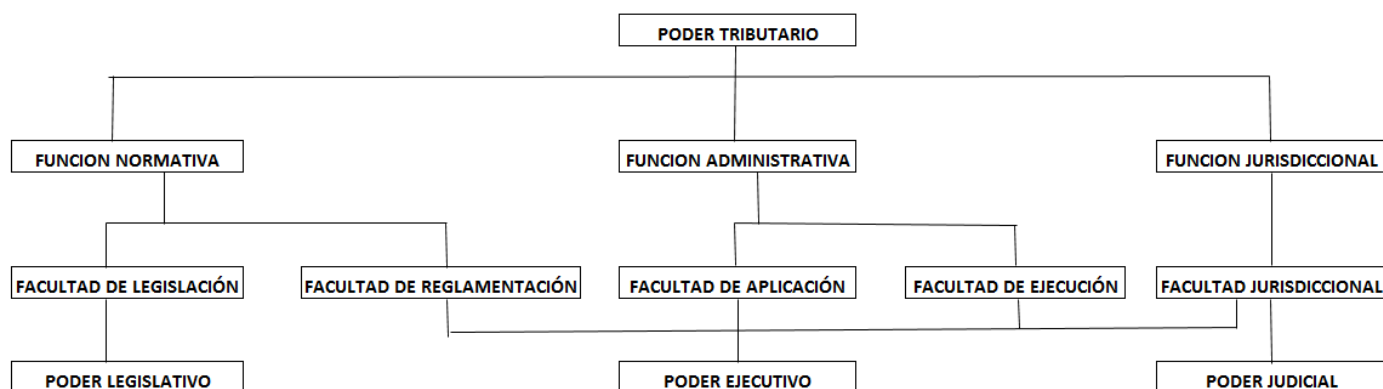 PODER TRIBUTARIO
FUNCION NORMATIVA
FUNCION ADMINISTRATIVA
FUNCION JURISDICCIONAL
FACULTAD DE LEGISLACIÓN
FACULTAD DE REGLAMENTACIÓN
FACULTAD DE APLICACIÓN
FACULTAD DE EJECUCIÓN
FACULTAD JURISDICCIONAL
PODER LEGISLATIVO
PODER EJECUTIVO
PODER JUDICIAL